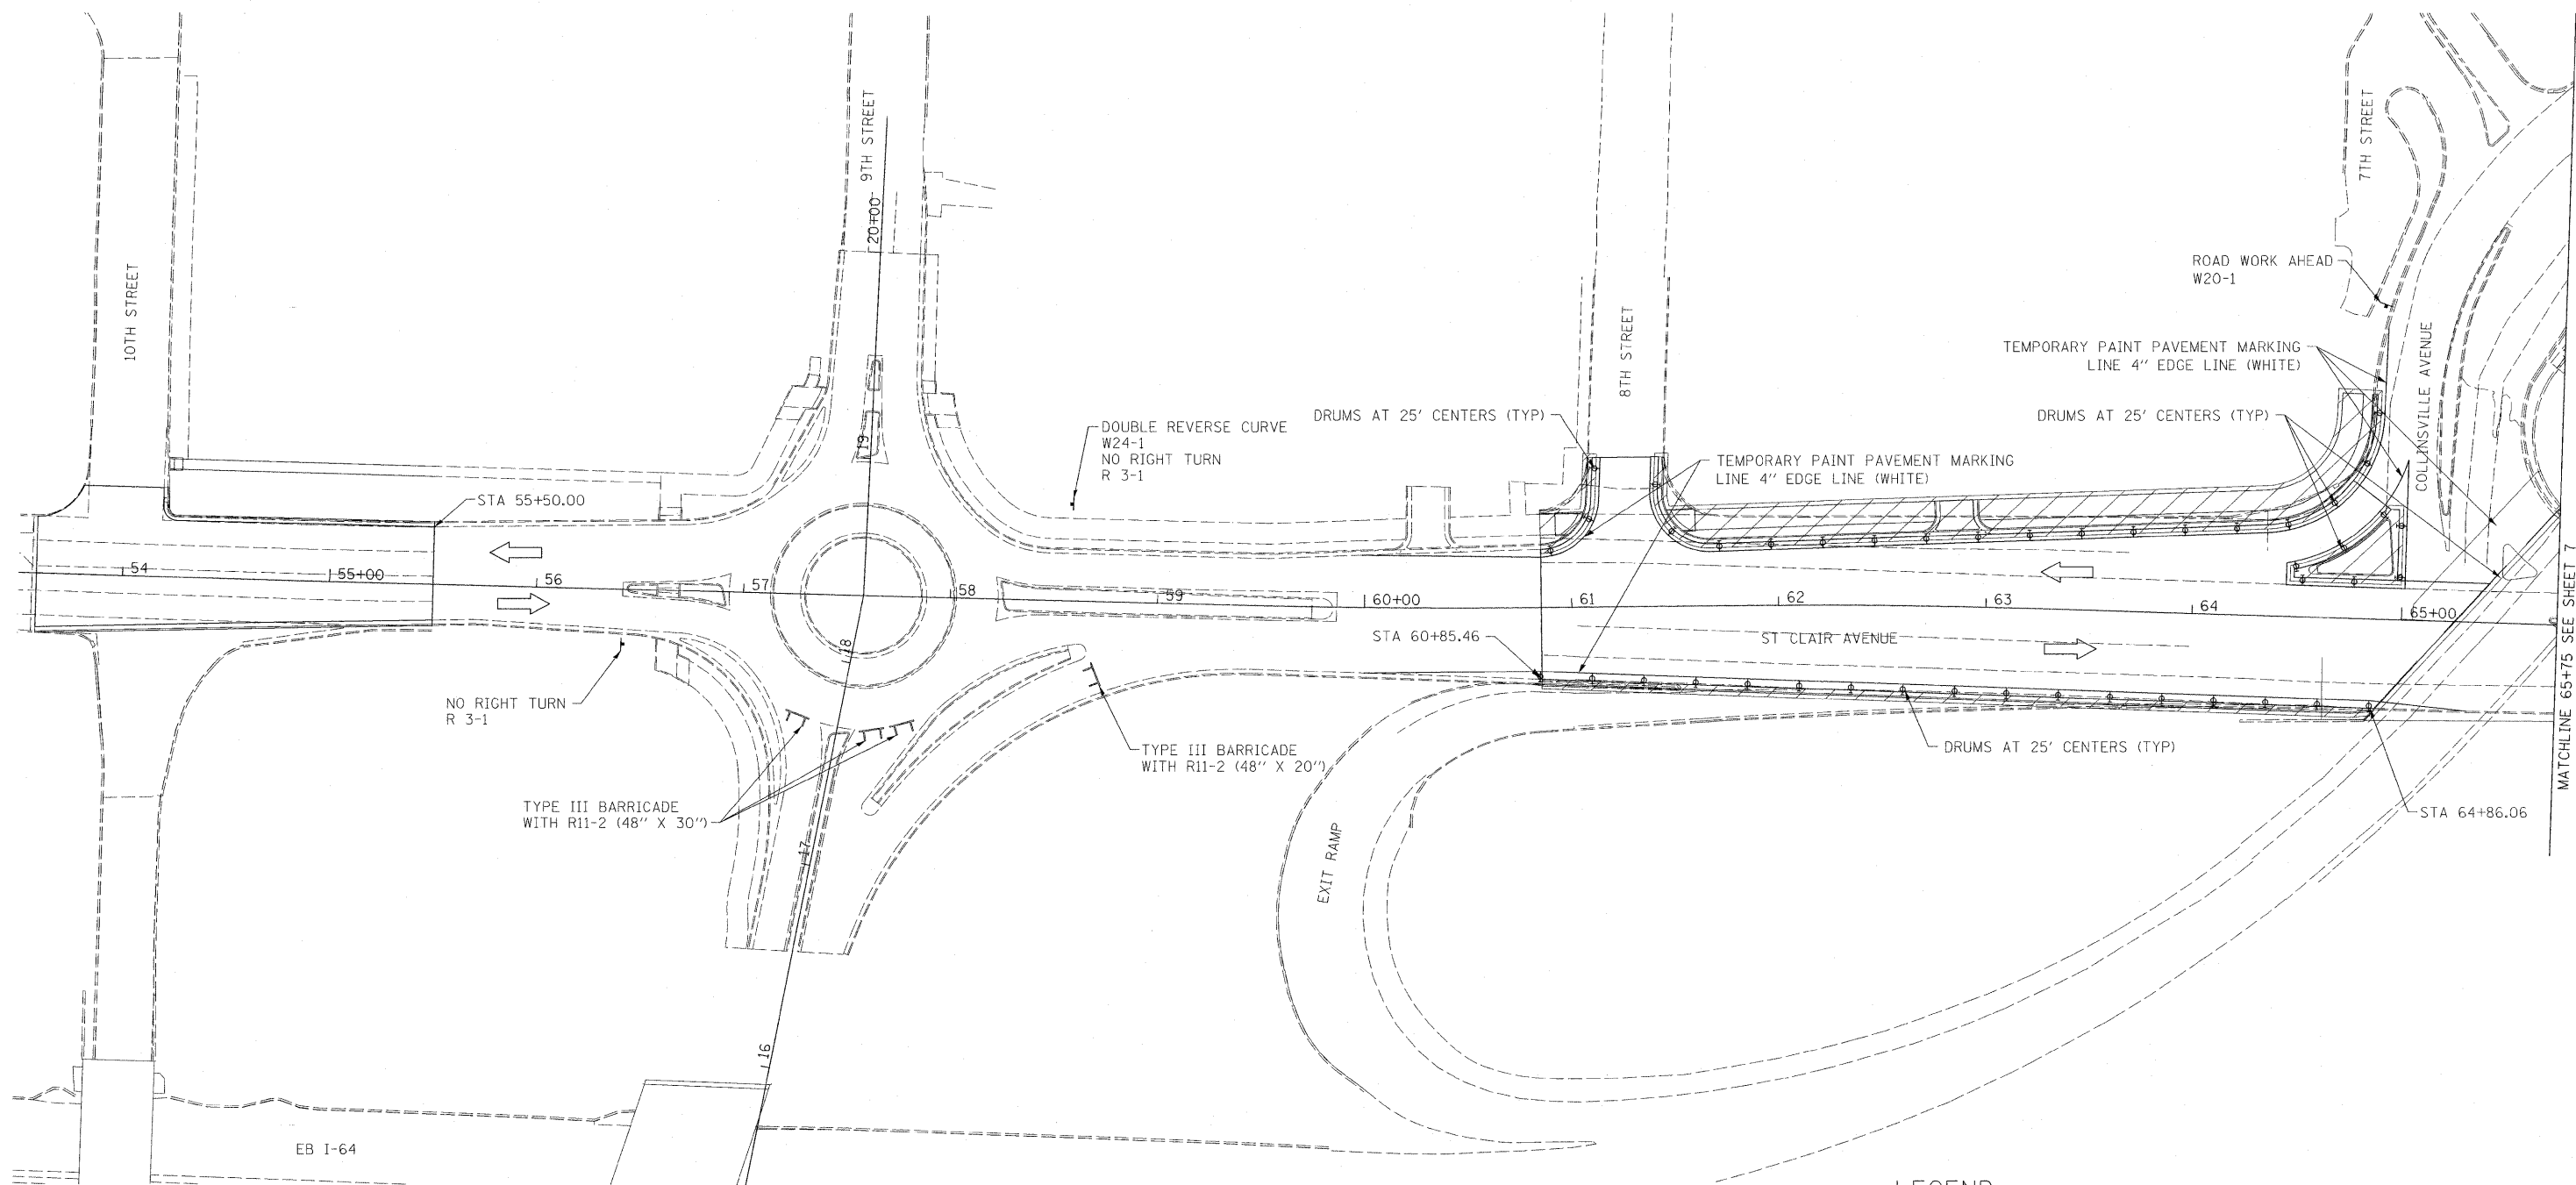 10TH STREET
9TH STREET
20+00
19
18
17
16
8TH STREET
7TH STREET
ROAD WORK AHEAD
W20-1
TEMPORARY PAINT PAVEMENT MARKING
LINE 4" EDGE LINE (WHITE)
COLLINSVILLE AVENUE
DRUMS AT 25' CENTERS (TYP)
DOUBLE REVERSE CURVE
W24-1
NO RIGHT TURN
R 3-1
DRUMS AT 25' CENTERS (TYP)
TEMPORARY PAINT PAVEMENT MARKING
LINE 4" EDGE LINE (WHITE)
STA 55+50.00
54
55+00
56
57
58
59
60+00
61
62
63
64
65+00
STA 60+85.46
ST CLAIR AVENUE
MATCHLINE 65+75 SEE SHEET 7
NO RIGHT TURN
R 3-1
TYPE III BARRICADE
WITH R11-2 (48" X 20")
DRUMS AT 25' CENTERS (TYP)
TYPE III BARRICADE
WITH R11-2 (48" X 30")
STA 64+86.06
EXIT RAMP
EB I-64
LEGEND